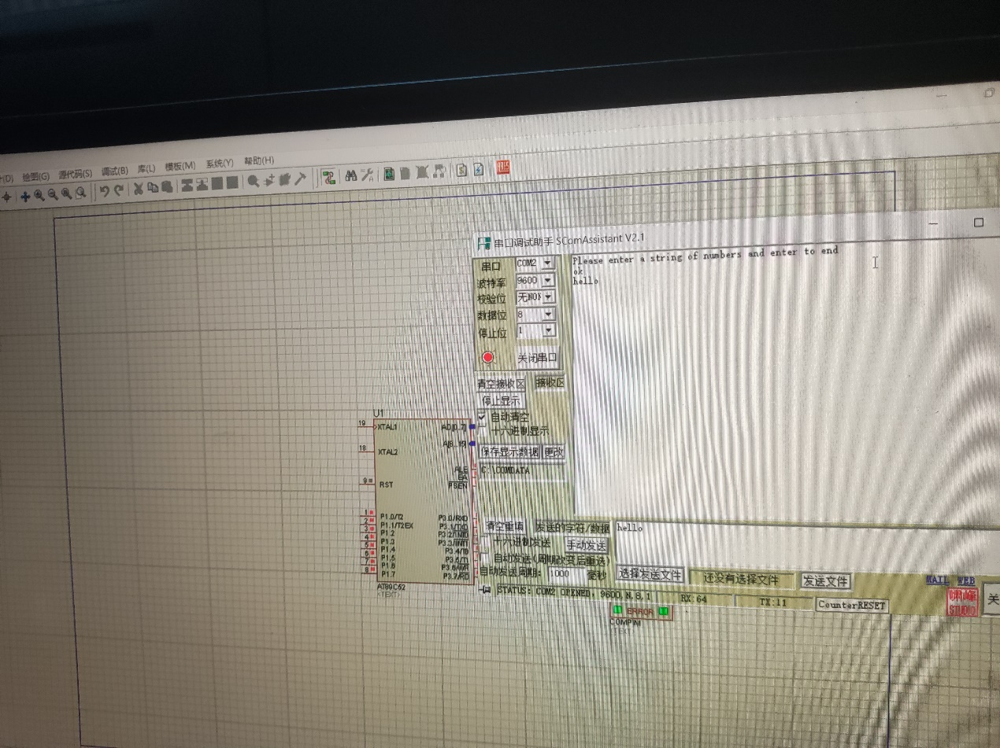 绘图(G) 源代码(S) 调试(B) 库(L) 模板(M) 系统(Y) 帮助(H)
串口调试助手 SComAssistant V2.1
串口 COM2
波特率 9600
校验位
数据位 8
停止位 1
关闭串口
清空接收区 接收区
停止显示
自动清空
十六进制显示
保存显示数据 更改
C:\COMDATA
Please enter a string of numbers and enter to end
ok
hello
清空重填 发送的字符/数据 hello
十六进制发送 手动发送
自动发送(周期改变后重选)
自动发送周期: 1000 毫秒 选择发送文件 还没有选择文件 发送文件 MAIL WEB
STATUS: COM2 OPENED, 9600,N,8,1 RX:64 TX:11 CounterRESET 关
STUDIO
U1
19 XTAL1
18 XTAL2
9 RST
ALE
EA
PSEN
1 P1.0/T2 P3.0/RXD
2 P1.1/T2EX P3.1/TXD
3 P1.2 P3.2/INT0
4 P1.3 P3.3/INT1
5 P1.4 P3.4/T0
6 P1.5 P3.5/T1
7 P1.6 P3.6/WR
8 P1.7 P3.7/RD
AT89C52
<TEXT>
ERROR
COMPIM